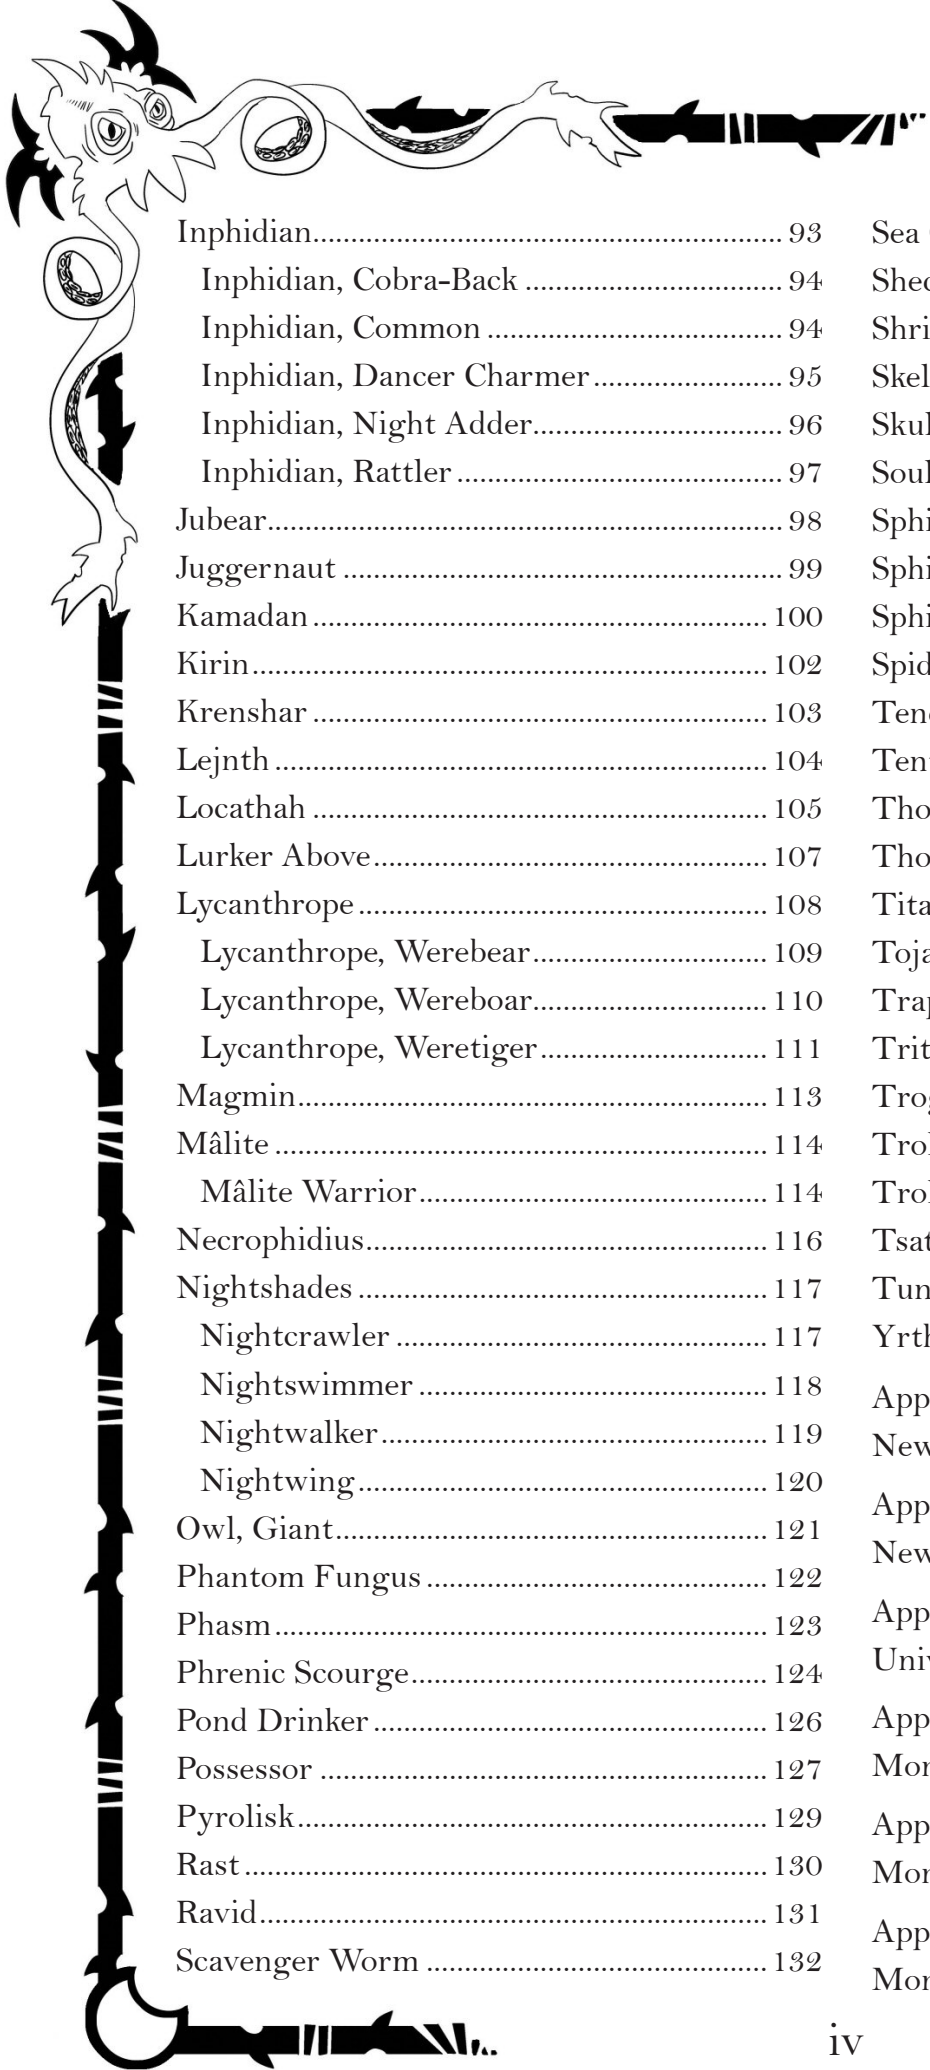 Inphidian.......... 93
Inphidian, Cobra-Back .......... 94
Inphidian, Common .......... 94
Inphidian, Dancer Charmer .......... 95
Inphidian, Night Adder.......... 96
Inphidian, Rattler .......... 97
Jubear.......... 98
Juggernaut .......... 99
Kamadan .......... 100
Kirin .......... 102
Krenshar .......... 103
Lejnth .......... 104
Locathah .......... 105
Lurker Above .......... 107
Lycanthrope .......... 108
Lycanthrope, Werebear .......... 109
Lycanthrope, Wereboar.......... 110
Lycanthrope, Weretiger .......... 111
Magmin.......... 113
Mâlite .......... 114
Mâlite Warrior .......... 114
Necrophidius.......... 116
Nightshades .......... 117
Nightcrawler .......... 117
Nightswimmer .......... 118
Nightwalker .......... 119
Nightwing .......... 120
Owl, Giant .......... 121
Phantom Fungus .......... 122
Phasm .......... 123
Phrenic Scourge.......... 124
Pond Drinker .......... 126
Possessor .......... 127
Pyrolisk.......... 129
Rast .......... 130
Ravid.......... 131
Scavenger Worm .......... 132
Sea
New
New
iv